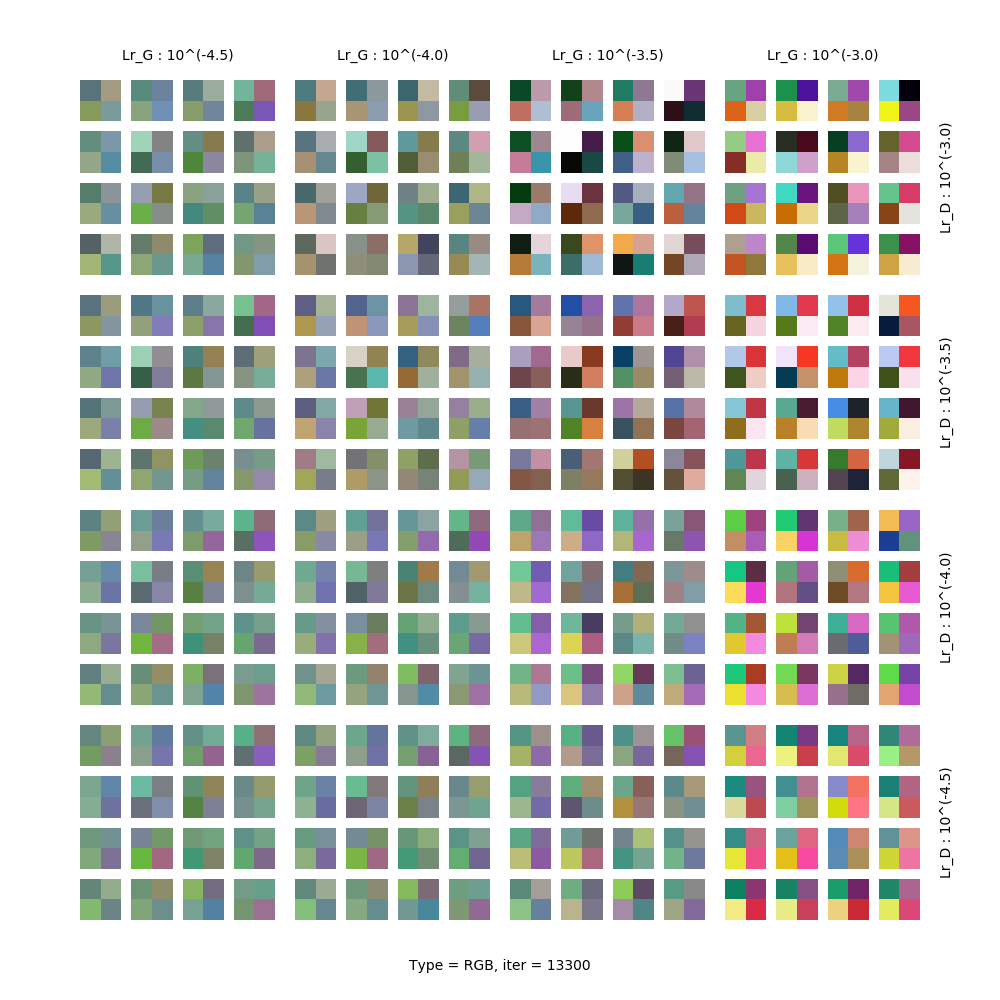 Lr_G : 10^(-4.5)
Lr_G : 10^(-4.0)
Lr_G : 10^(-3.5)
Lr_G : 10^(-3.0)
Lr_D : 10^(-3.0)
Lr_D : 10^(-3.5)
Lr_D : 10^(-4.0)
Lr_D : 10^(-4.5)
Type = RGB, iter = 13300